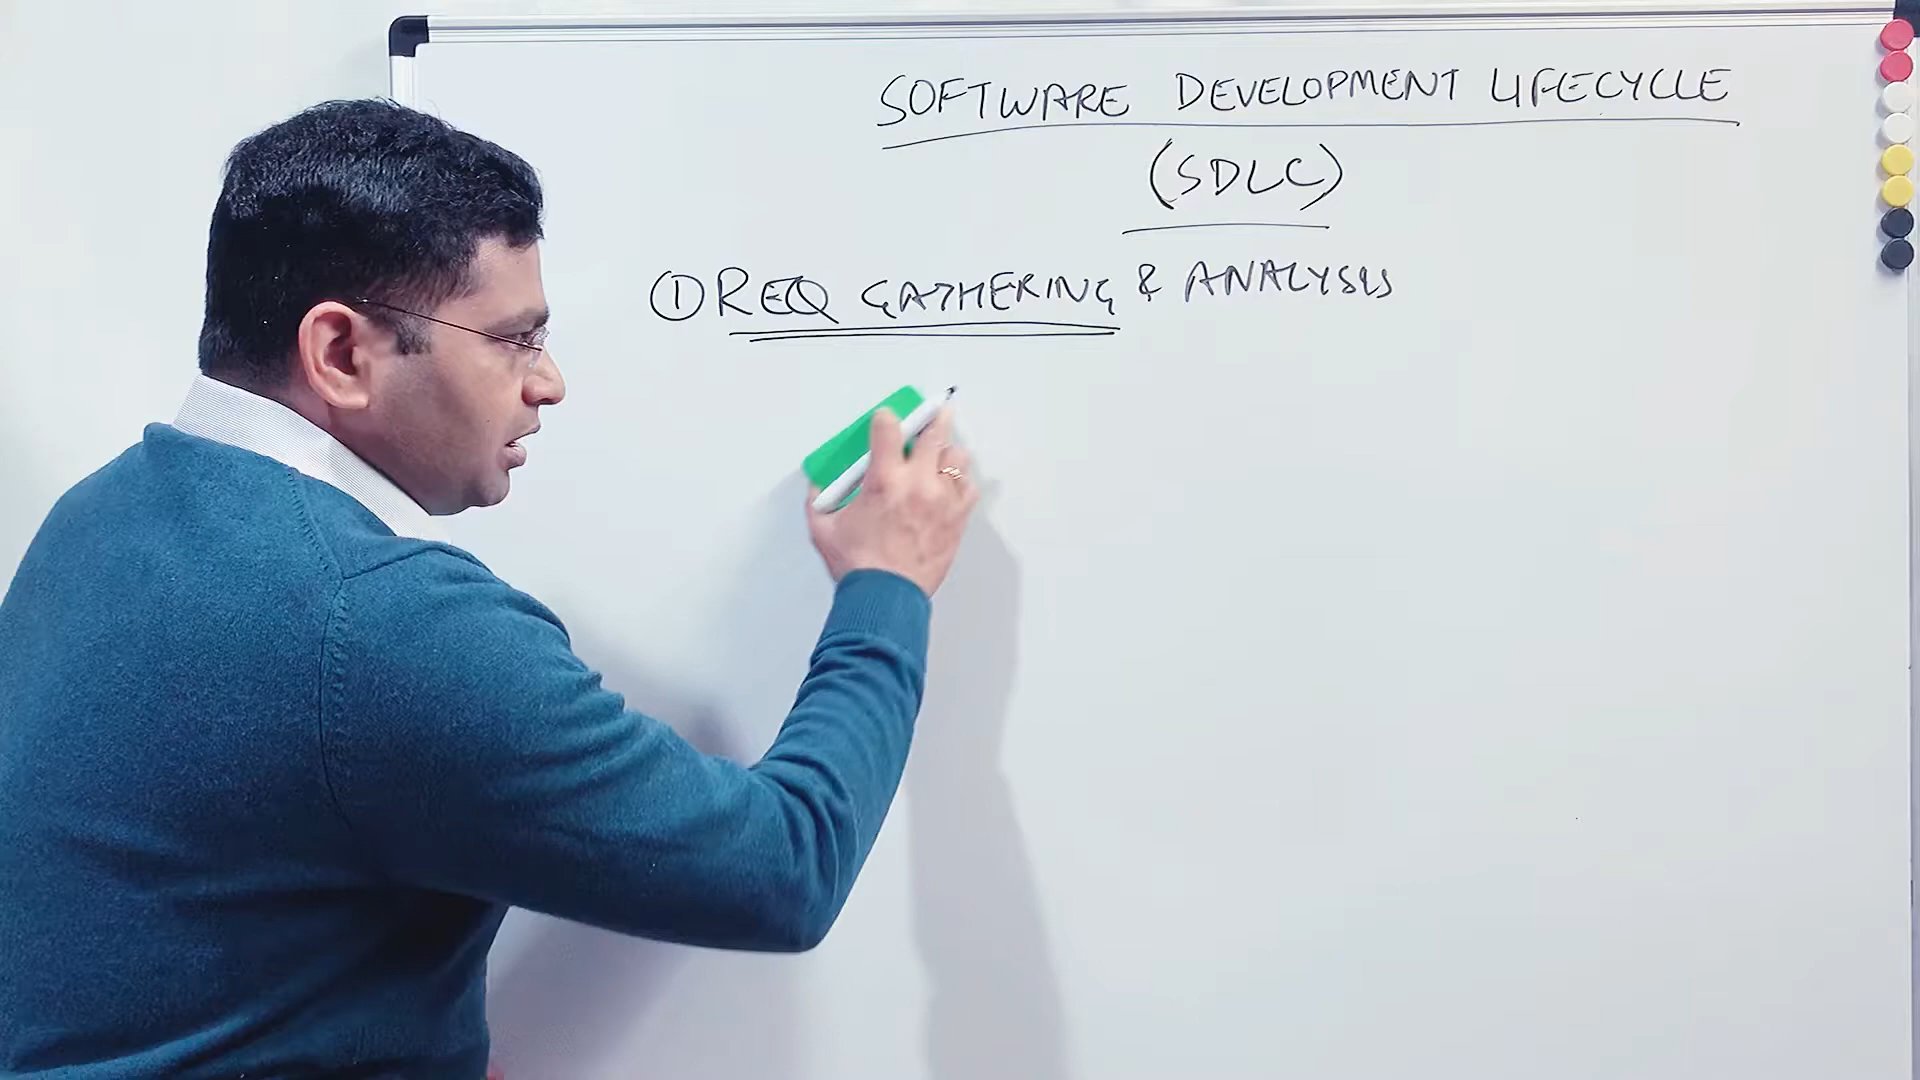 SOFTWARE DEVELOPMENT LIFECYCLE
(SDLC)
① REQ GATHERING & ANALYSIS